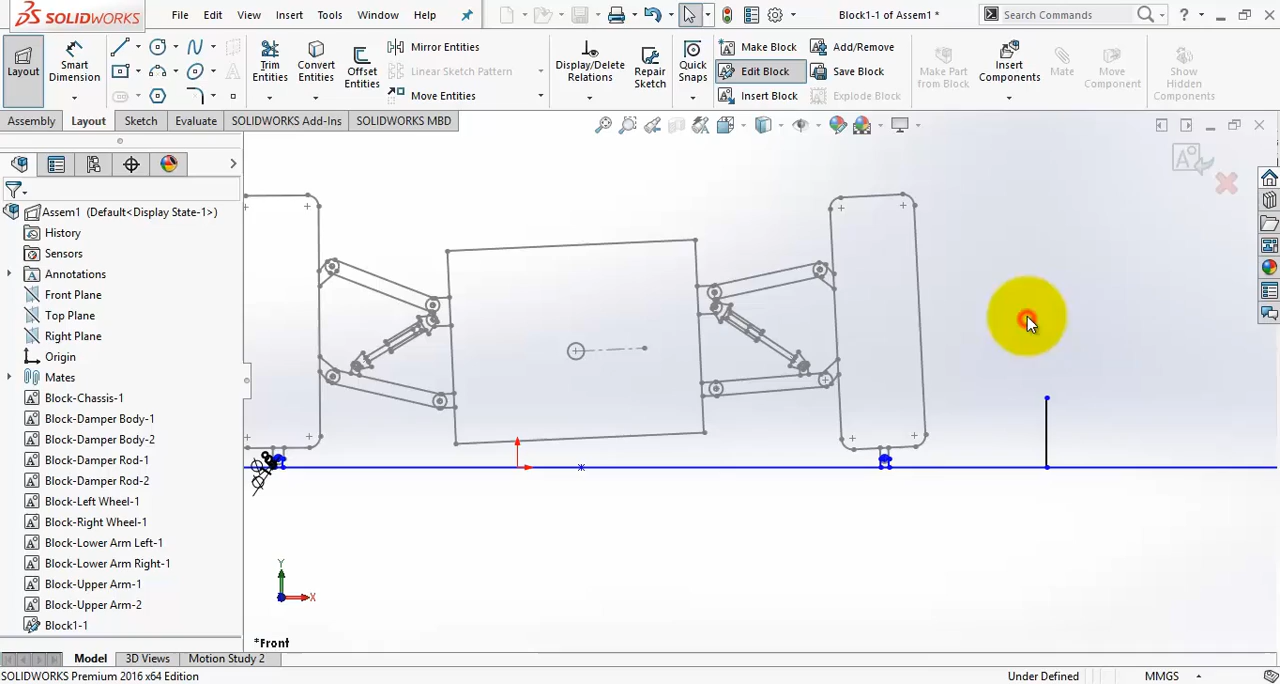 SOLIDWORKS
File Edit View Insert Tools Window Help
Block1-1 of Assem1 *
Search Commands
Layout
Smart Dimension
Trim Entities
Convert Entities
Offset Entities
Mirror Entities
Linear Sketch Pattern
Move Entities
Display/Delete Relations
Repair Sketch
Quick Snaps
Make Block
Edit Block
Insert Block
Add/Remove
Save Block
Explode Block
Make Part from Block
Insert Components
Mate
Move Component
Show Hidden Components
Assembly Layout Sketch Evaluate SOLIDWORKS Add-Ins SOLIDWORKS MBD
Assem1 (Default<Display State-1>)
History
Sensors
Annotations
Front Plane
Top Plane
Right Plane
Origin
Mates
Block-Chassis-1
Block-Damper Body-1
Block-Damper Body-2
Block-Damper Rod-1
Block-Damper Rod-2
Block-Left Wheel-1
Block-Right Wheel-1
Block-Lower Arm Left-1
Block-Lower Arm Right-1
Block-Upper Arm-1
Block-Upper Arm-2
Block1-1
Y
X
*Front
Model 3D Views Motion Study 2
SOLIDWORKS Premium 2016 x64 Edition
Under Defined
MMGS